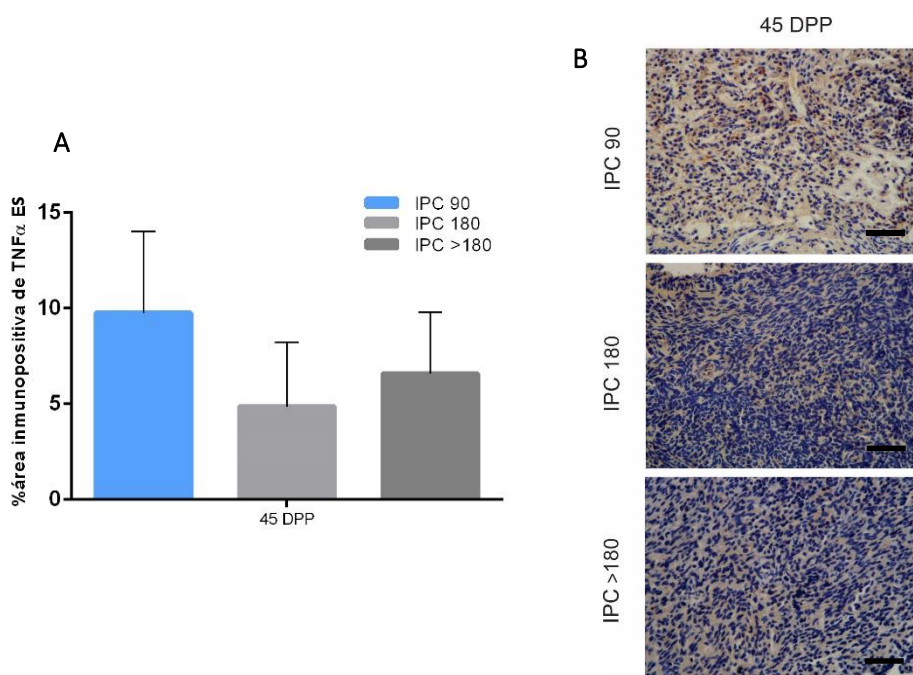 A
%área inmunopositiva de TNFα ES
15
10
5
0
45 DPP
IPC 90
IPC 180
IPC >180
B
45 DPP
IPC 90
IPC 180
IPC >180